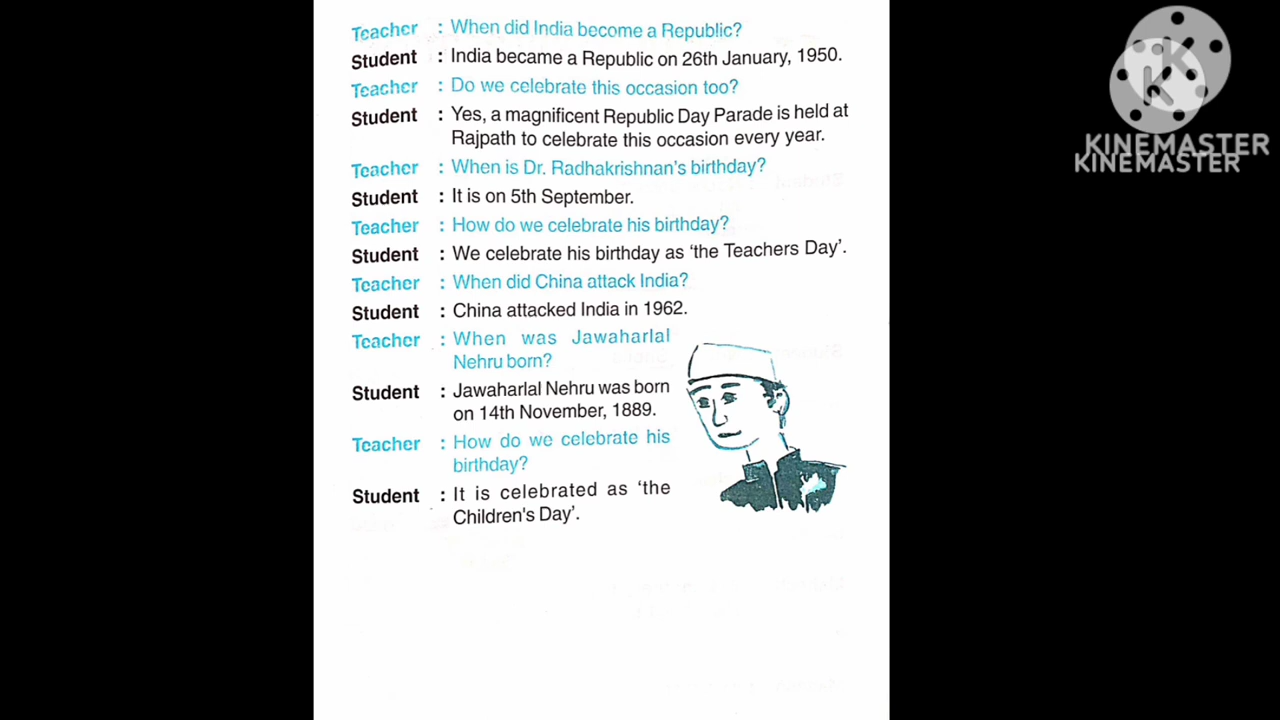 Teacher : When did India become a Republic?
Student : India became a Republic on 26th January, 1950.
Teacher : Do we celebrate this occasion too?
Student : Yes, a magnificent Republic Day Parade is held at
Rajpath to celebrate this occasion every year.
Teacher : When is Dr. Radhakrishnan's birthday?
Student : It is on 5th September.
Teacher : How do we celebrate his birthday?
Student : We celebrate his birthday as ‘the Teachers Day’.
Teacher : When did China attack India?
Student : China attacked India in 1962.
Teacher : When was Jawaharlal
Nehru born?
Student : Jawaharlal Nehru was born
on 14th November, 1889.
Teacher : How do we celebrate his
birthday?
Student : It is celebrated as ‘the
Children's Day’.
K
K
KINEMASTER
KINEMASTER